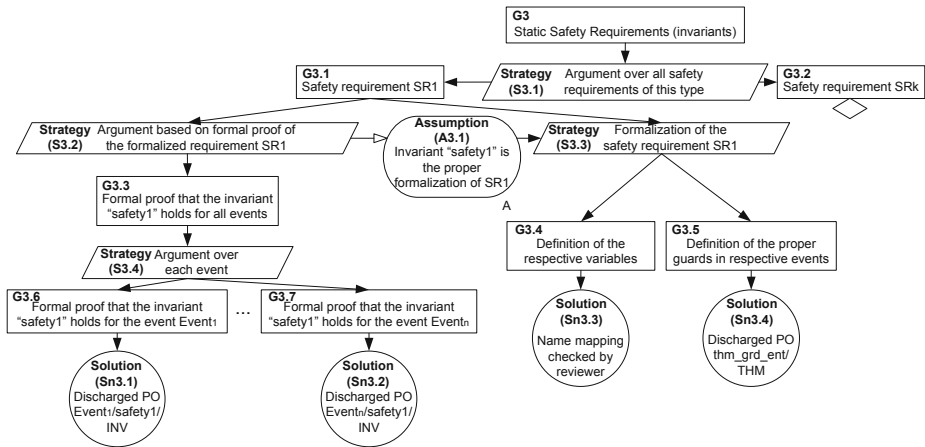 G3
Static Safety Requirements (invariants)
G3.1
Safety requirement SR1
Strategy (S3.1)
Argument over all safety
requirements of this type
G3.2
Safety requirement SRk
Strategy (S3.2)
Argument based on formal proof of
the formalized requirement SR1
Assumption
(A3.1)
Invariant “safety1” is
the proper
formalization of SR1
A
Strategy (S3.3)
Formalization of the
safety requirement SR1
G3.3
Formal proof that the invariant
“safety1” holds for all events
Strategy (S3.4)
Argument over
each event
G3.4
Definition of the
respective variables
G3.5
Definition of the proper
guards in respective events
G3.6
Formal proof that the invariant
“safety1” holds for the event Event1
...
G3.7
Formal proof that the invariant
“safety1” holds for the event Eventn
Solution
(Sn3.3)
Name mapping
checked by
reviewer
Solution
(Sn3.4)
Discharged PO
thm_grd_ent/
THM
Solution
(Sn3.1)
Discharged PO
Event1/safety1/
INV
Solution
(Sn3.2)
Discharged PO
Eventn/safety1/
INV